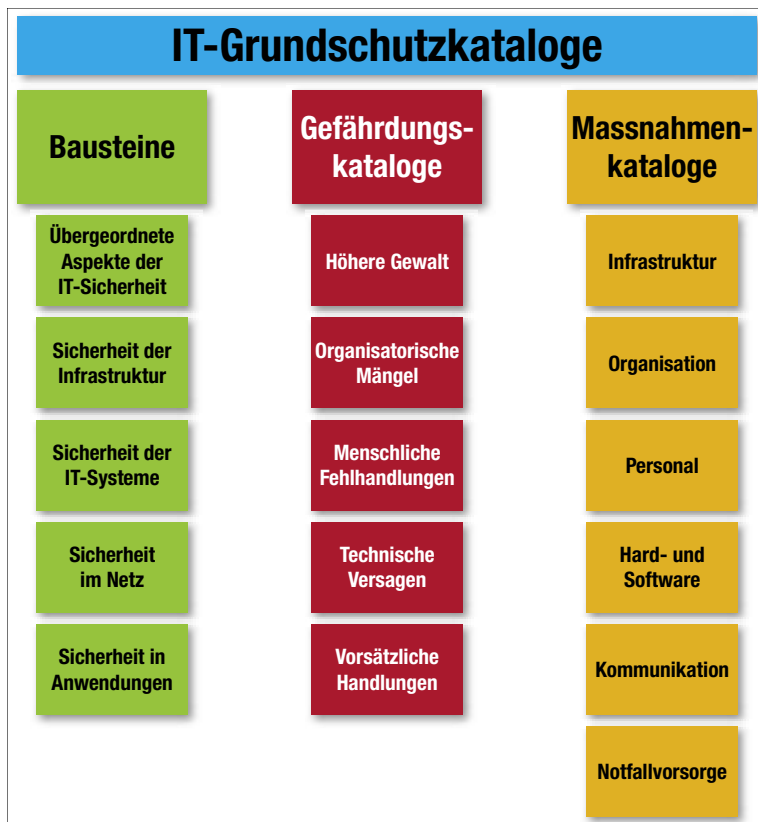 IT-Grundschutzkataloge
Bausteine
Übergeordnete
Aspekte der
IT-Sicherheit
Sicherheit der
Infrastruktur
Sicherheit der
IT-Systeme
Sicherheit
im Netz
Sicherheit in
Anwendungen
Gefährdungs-
kataloge
Höhere Gewalt
Organisatorische
Mängel
Menschliche
Fehlhandlungen
Technische
Versagen
Vorsätzliche
Handlungen
Massnahmen-
kataloge
Infrastruktur
Organisation
Personal
Hard- und
Software
Kommunikation
Notfallvorsorge